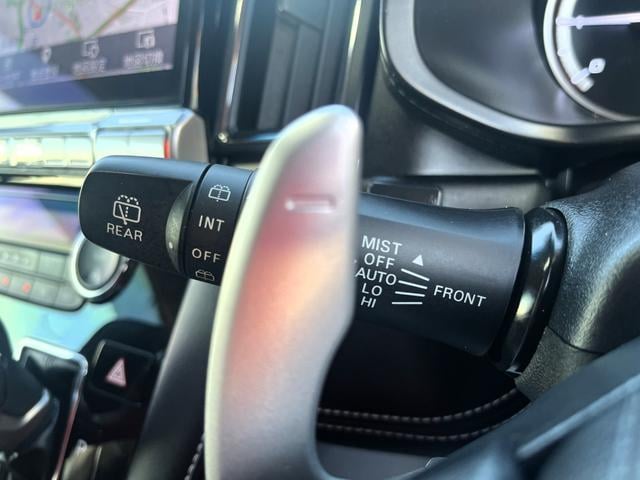 REAR
INT
OFF
MIST
OFF
AUTO
LO
HI
FRONT